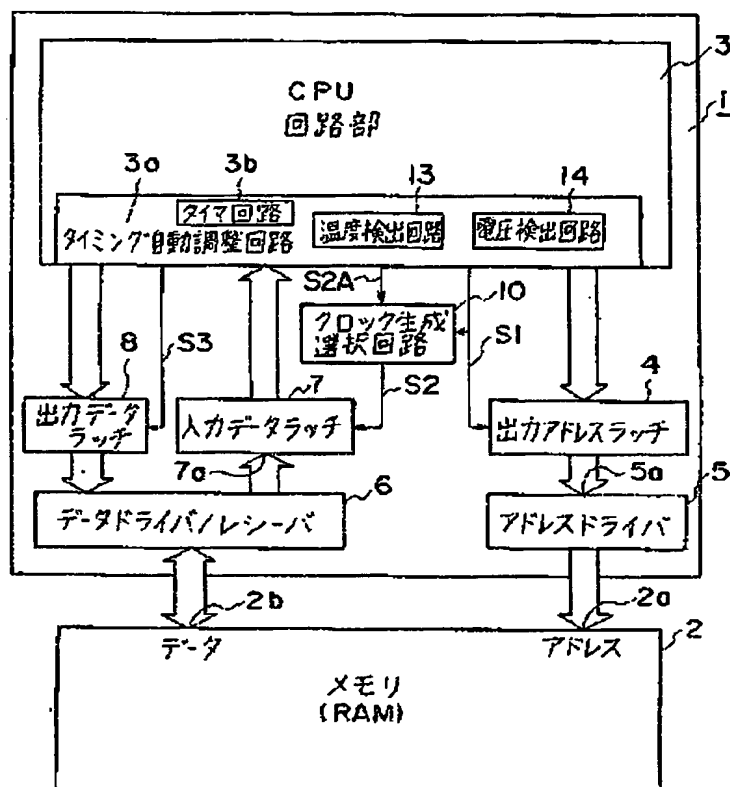 3
CPU
回路部
1
3a
3b
13
14
タイマ回路
タイミング自動調整回路
温度検出回路
電圧検出回路
S2A
10
クロック生成
選択回路
S3
S1
8
7
S2
4
出力データ
ラッチ
入力データラッチ
出力アドレスラッチ
7a
6
5a
5
データドライバ/レシーバ
アドレスドライバ
2b
2a
2
データ
アドレス
メモリ
(RAM)